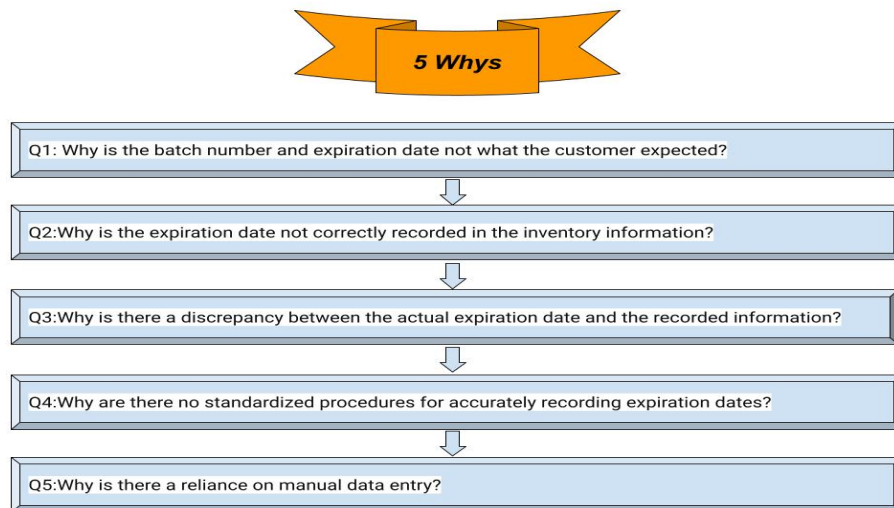 5 Whys
Q1: Why is the batch number and expiration date not what the customer expected?
Q2:Why is the expiration date not correctly recorded in the inventory information?
Q3:Why is there a discrepancy between the actual expiration date and the recorded information?
Q4:Why are there no standardized procedures for accurately recording expiration dates?
Q5:Why is there a reliance on manual data entry?